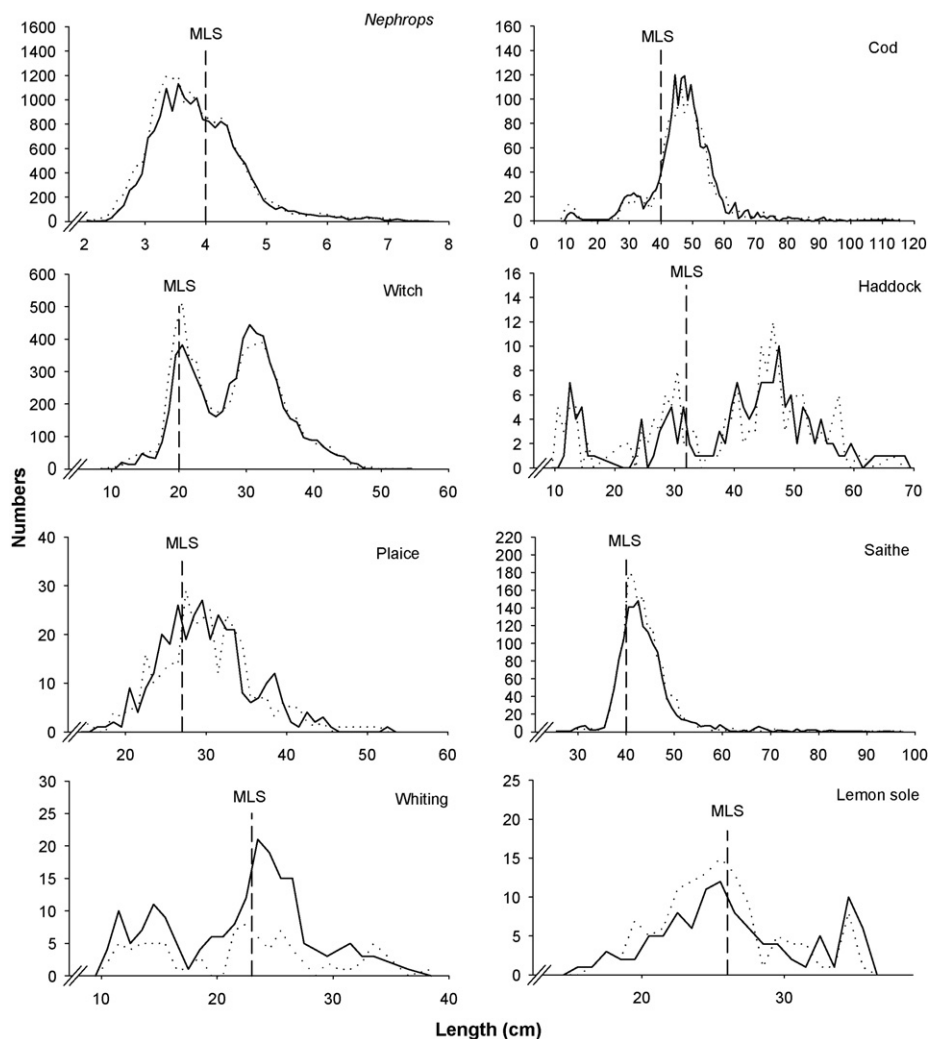 Numbers
Nephrops
MLS
1600
1400
1200
1000
800
600
400
200
0
2 3 4 5 6 7 8
Cod
MLS
160
140
120
100
80
60
40
20
0
0 10 20 30 40 50 60 70 80 90 100 110 120
Witch
MLS
600
500
400
300
200
100
0
10 20 30 40 50 60
Haddock
MLS
16
14
12
10
8
6
4
2
0
10 20 30 40 50 60 70
Plaice
MLS
40
30
20
10
0
20 30 40 50 60
Saithe
MLS
220
200
180
160
140
120
100
80
60
40
20
0
30 40 50 60 70 80 90 100
Whiting
MLS
30
25
20
15
10
5
0
10 20 30 40
Lemon sole
MLS
25
20
15
10
5
0
20 30
Length (cm)